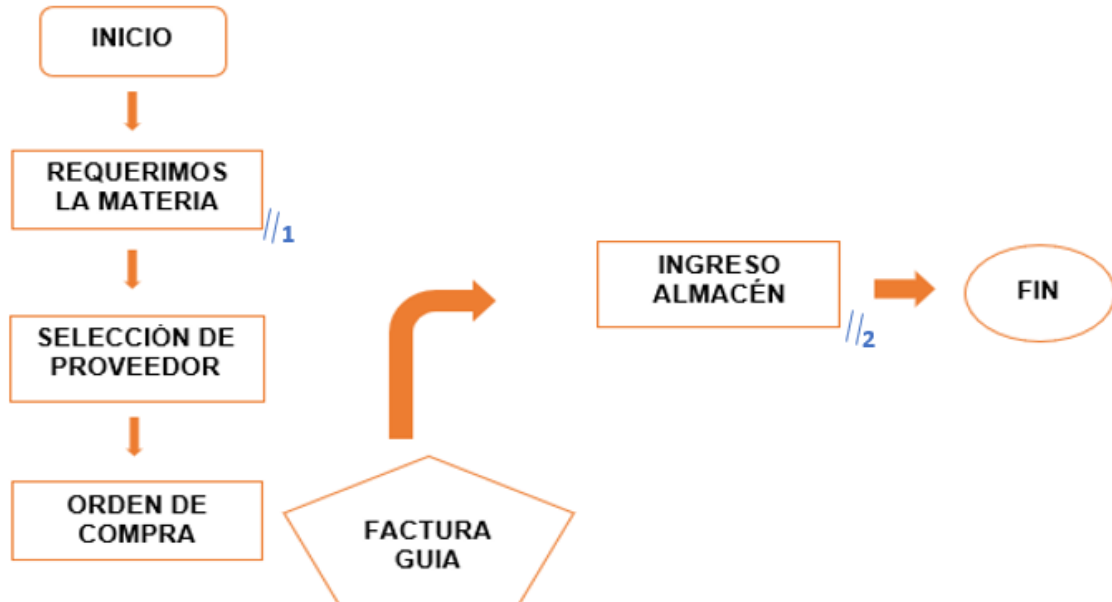 INICIO
REQUERIMOS
LA MATERIA
//1
SELECCIÓN DE
PROVEEDOR
ORDEN DE
COMPRA
FACTURA
GUIA
INGRESO
ALMACÉN
//2
FIN